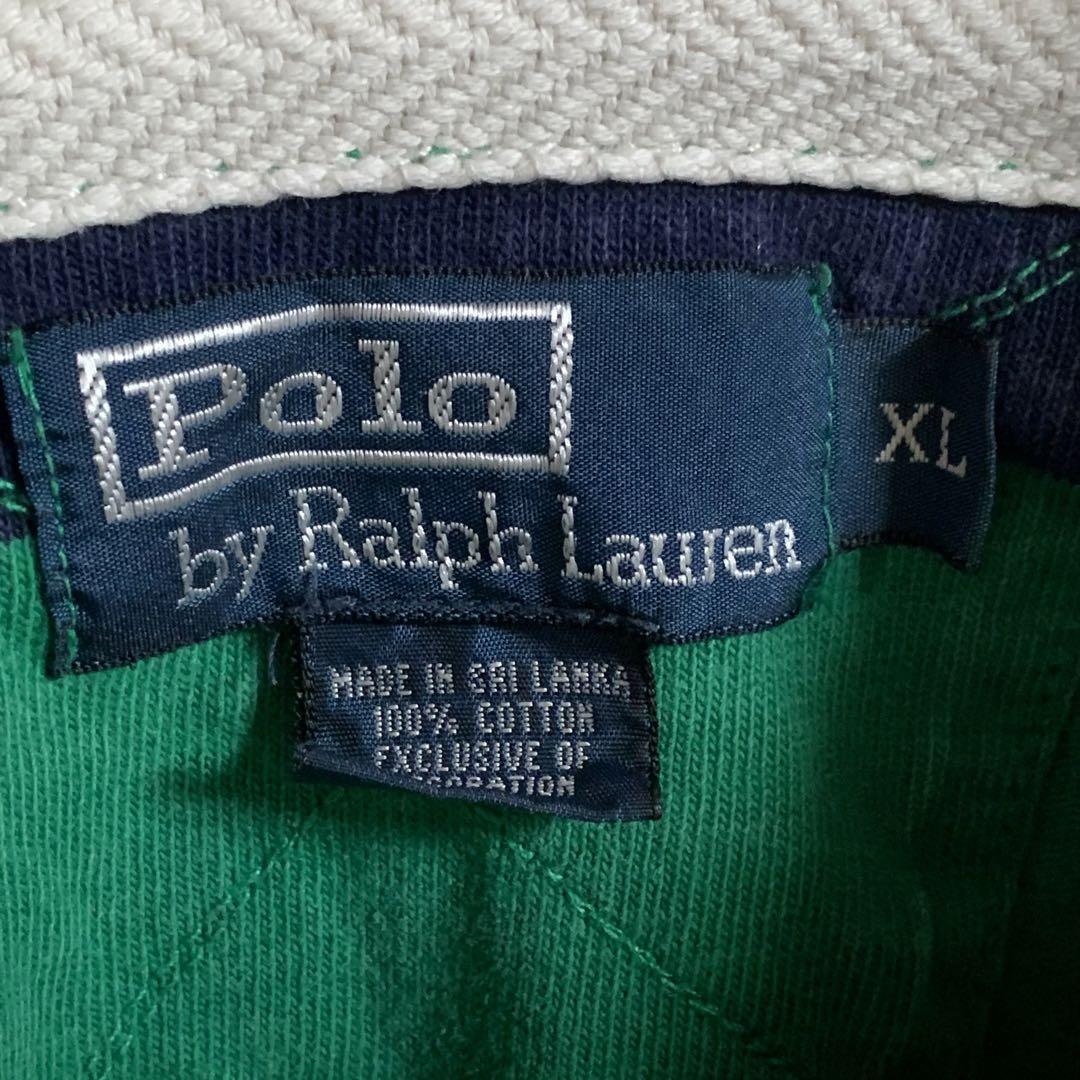 Polo
by Ralph Lauren
XL
MADE IN SRI LANKA
100% COTTON
EXCLUSIVE OF